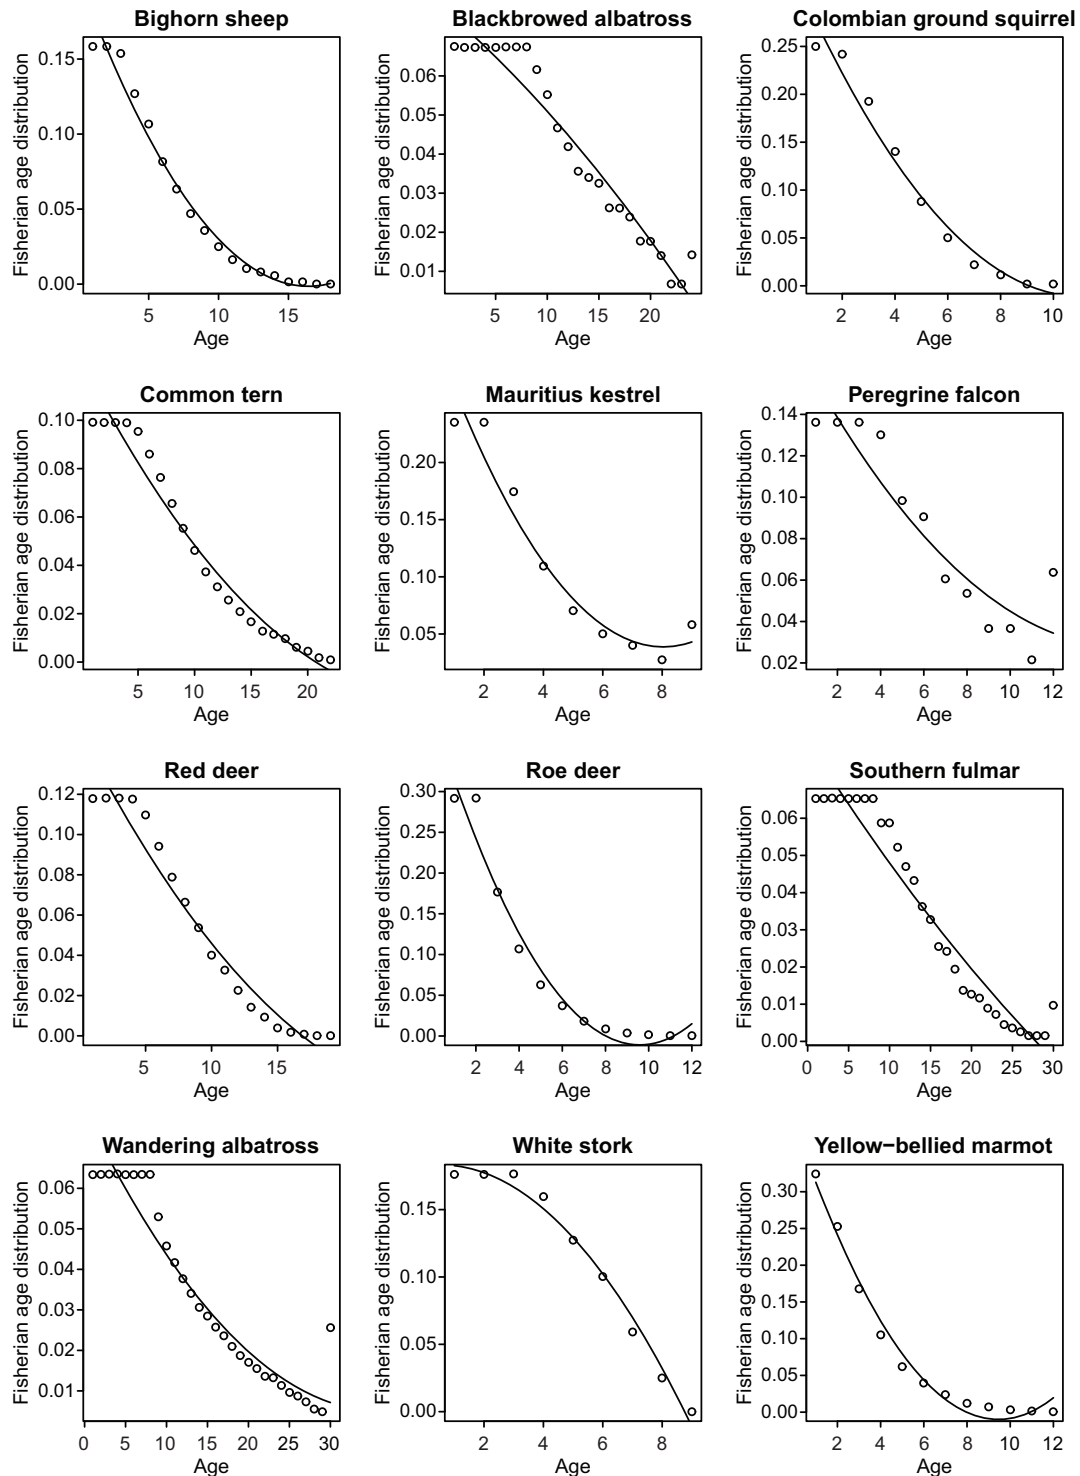 Bighorn sheep
Fisherian age distribution
0.15
0.10
0.05
0.00
5 10 15
Age
Blackbrowed albatross
Fisherian age distribution
0.06
0.05
0.04
0.03
0.02
0.01
5 10 15 20
Age
Colombian ground squirrel
Fisherian age distribution
0.25
0.20
0.15
0.10
0.05
0.00
2 4 6 8 10
Age
Common tern
Fisherian age distribution
0.10
0.08
0.06
0.04
0.02
0.00
5 10 15 20
Age
Mauritius kestrel
Fisherian age distribution
0.20
0.15
0.10
0.05
2 4 6 8
Age
Peregrine falcon
Fisherian age distribution
0.14
0.12
0.10
0.08
0.06
0.04
0.02
2 4 6 8 10 12
Age
Red deer
Fisherian age distribution
0.12
0.10
0.08
0.06
0.04
0.02
0.00
5 10 15
Age
Roe deer
Fisherian age distribution
0.30
0.25
0.20
0.15
0.10
0.05
0.00
2 4 6 8 10 12
Age
Southern fulmar
Fisherian age distribution
0.06
0.05
0.04
0.03
0.02
0.01
0.00
0 5 10 15 20 25 30
Age
Wandering albatross
Fisherian age distribution
0.06
0.05
0.04
0.03
0.02
0.01
0 5 10 15 20 25 30
Age
White stork
Fisherian age distribution
0.15
0.10
0.05
0.00
2 4 6 8
Age
Yellow−bellied marmot
Fisherian age distribution
0.30
0.25
0.20
0.15
0.10
0.05
0.00
2 4 6 8 10 12
Age